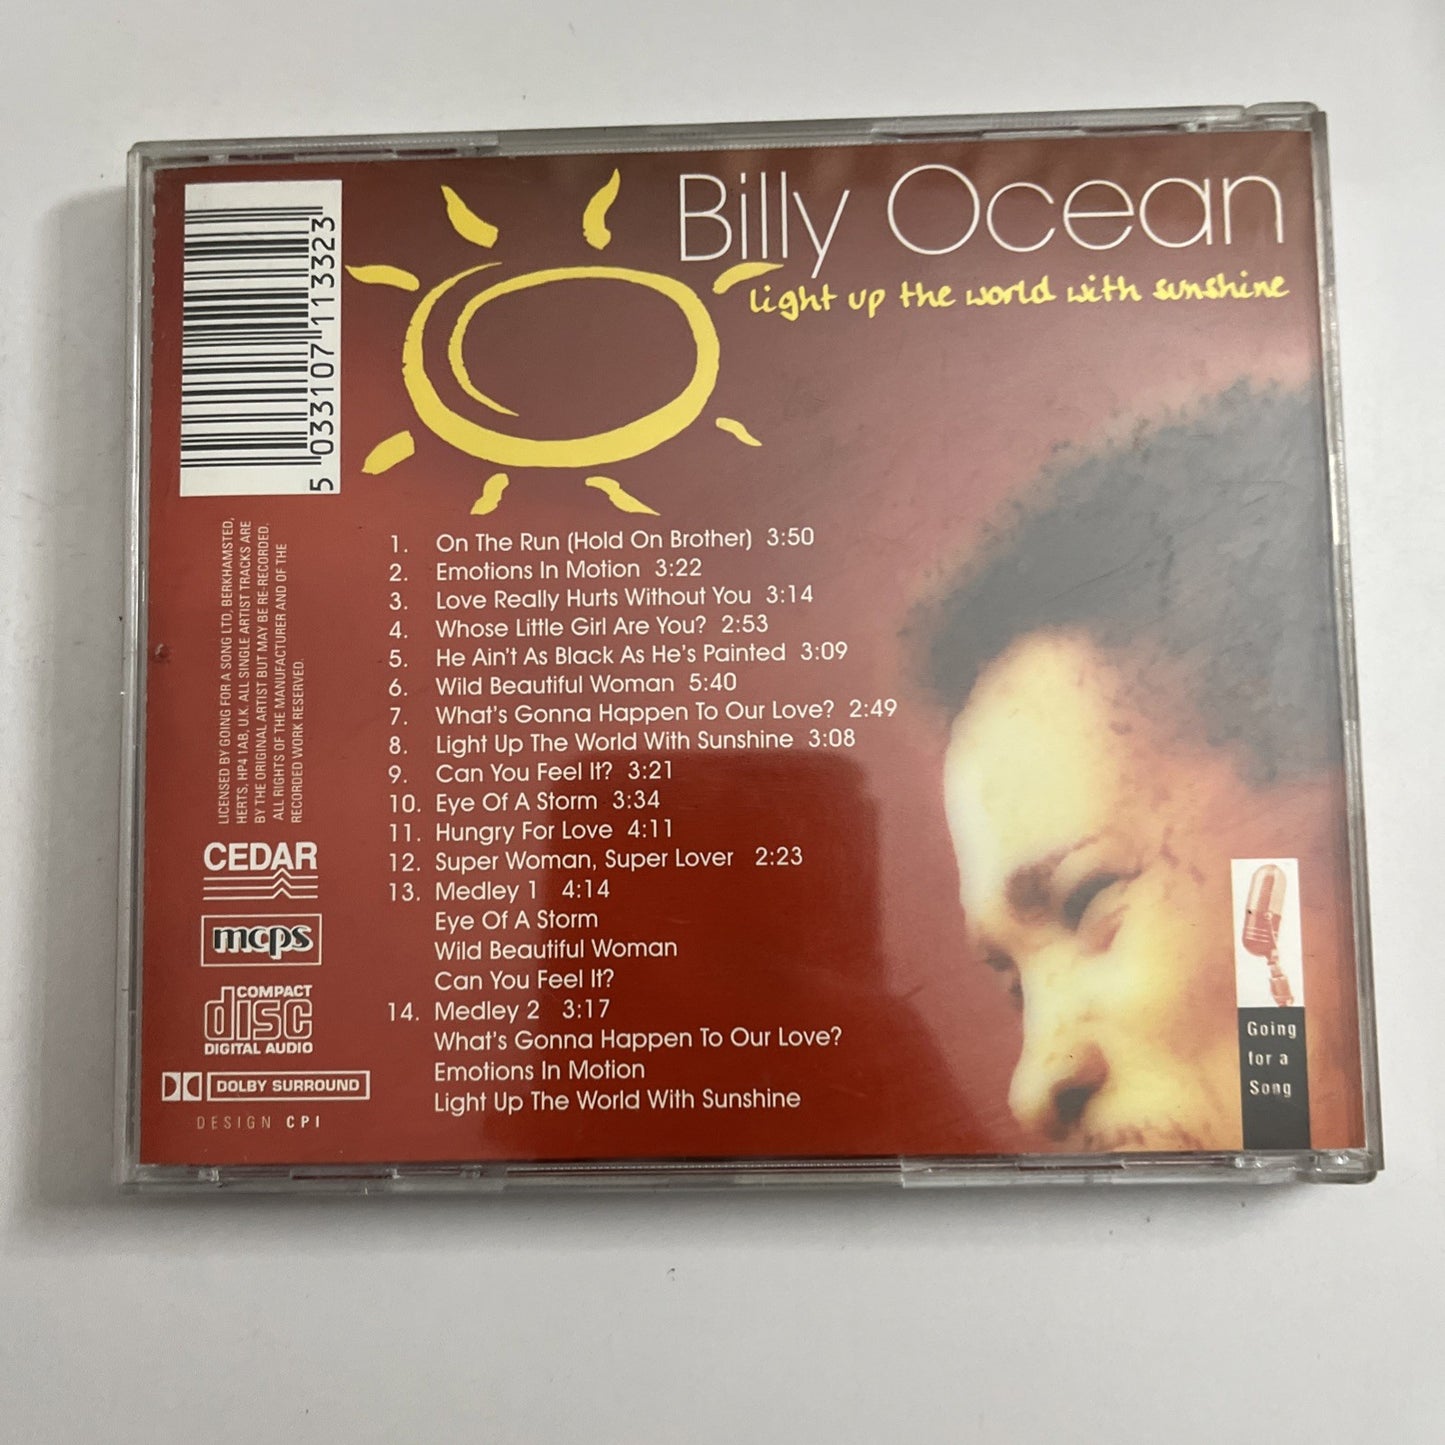 Billy Ocean
light up the world with sunshine
5 033107 113323
1. On The Run (Hold On Brother) 3:50
2. Emotions In Motion 3:22
3. Love Really Hurts Without You 3:14
4. Whose Little Girl Are You? 2:53
5. He Ain't As Black As He's Painted 3:09
6. Wild Beautiful Woman 5:40
7. What's Gonna Happen To Our Love? 2:49
8. Light Up The World With Sunshine 3:08
9. Can You Feel It? 3:21
10. Eye Of A Storm 3:34
11. Hungry For Love 4:11
12. Super Woman, Super Lover 2:23
13. Medley 1 4:14
Eye Of A Storm
Wild Beautiful Woman
Can You Feel It?
14. Medley 2 3:17
What's Gonna Happen To Our Love?
Emotions In Motion
Light Up The World With Sunshine
LICENSED BY GOING FOR A SONG LTD, BERKHAMSTED,
HERTS, HP4 1AB, U.K. ALL SINGLE ARTIST TRACKS ARE
BY THE ORIGINAL ARTIST BUT MAY BE RE-RECORDED.
ALL RIGHTS OF THE MANUFACTURER AND OF THE
RECORDED WORK RESERVED.
CEDAR
mcps
COMPACT
disc
DIGITAL AUDIO
DOLBY SURROUND
DESIGN CPI
Going
for a
Song